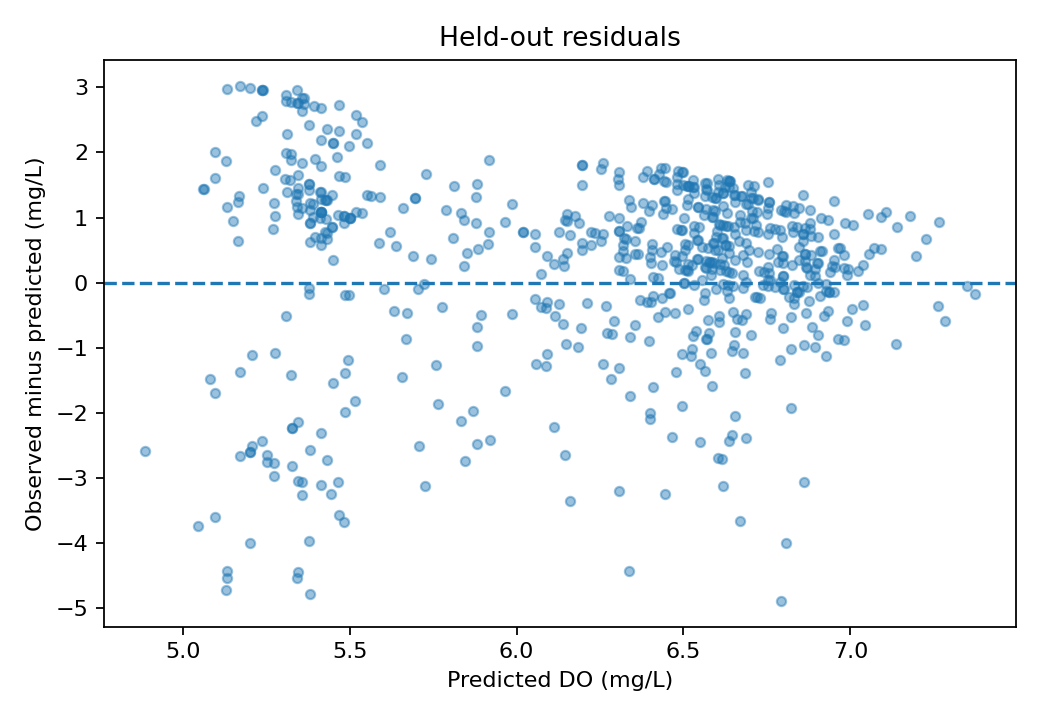 Held-out residuals
Observed minus predicted (mg/L)
3
2
1
0
−1
−2
−3
−4
−5
5.0 5.5 6.0 6.5 7.0
Predicted DO (mg/L)